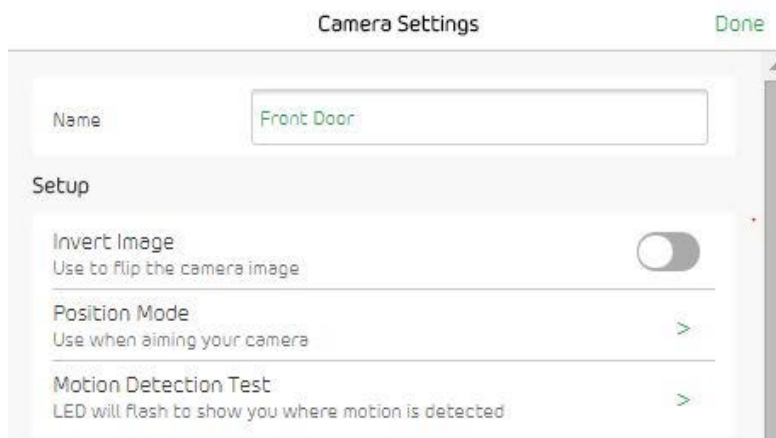 Camera Settings
Done
Name
Front Door
Setup
Invert Image
Use to flip the camera image
Position Mode
Use when aiming your camera
>
Motion Detection Test
LED will flash to show you where motion is detected
>